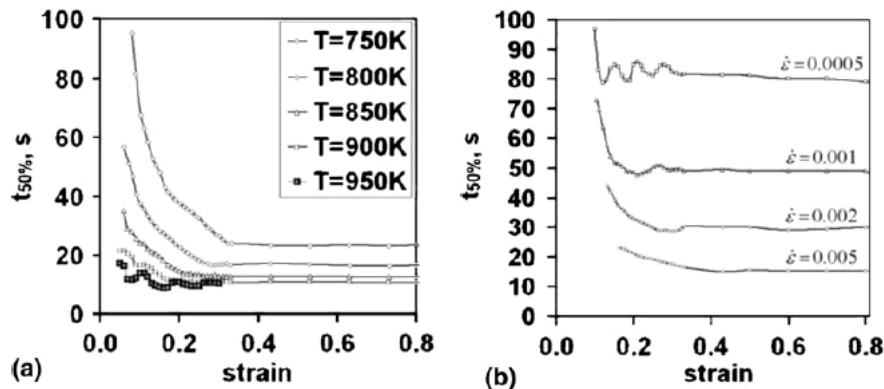 100
80
60
40
20
0
t50%, s
0.0 0.2 0.4 0.6 0.8
strain
(a)
T=750K
T=800K
T=850K
T=900K
T=950K
100
90
80
70
60
50
40
30
20
10
0
t50%, s
0.0 0.2 0.4 0.6 0.8
strain
(b)
ε̇=0.0005
ε̇=0.001
ε̇=0.002
ε̇=0.005